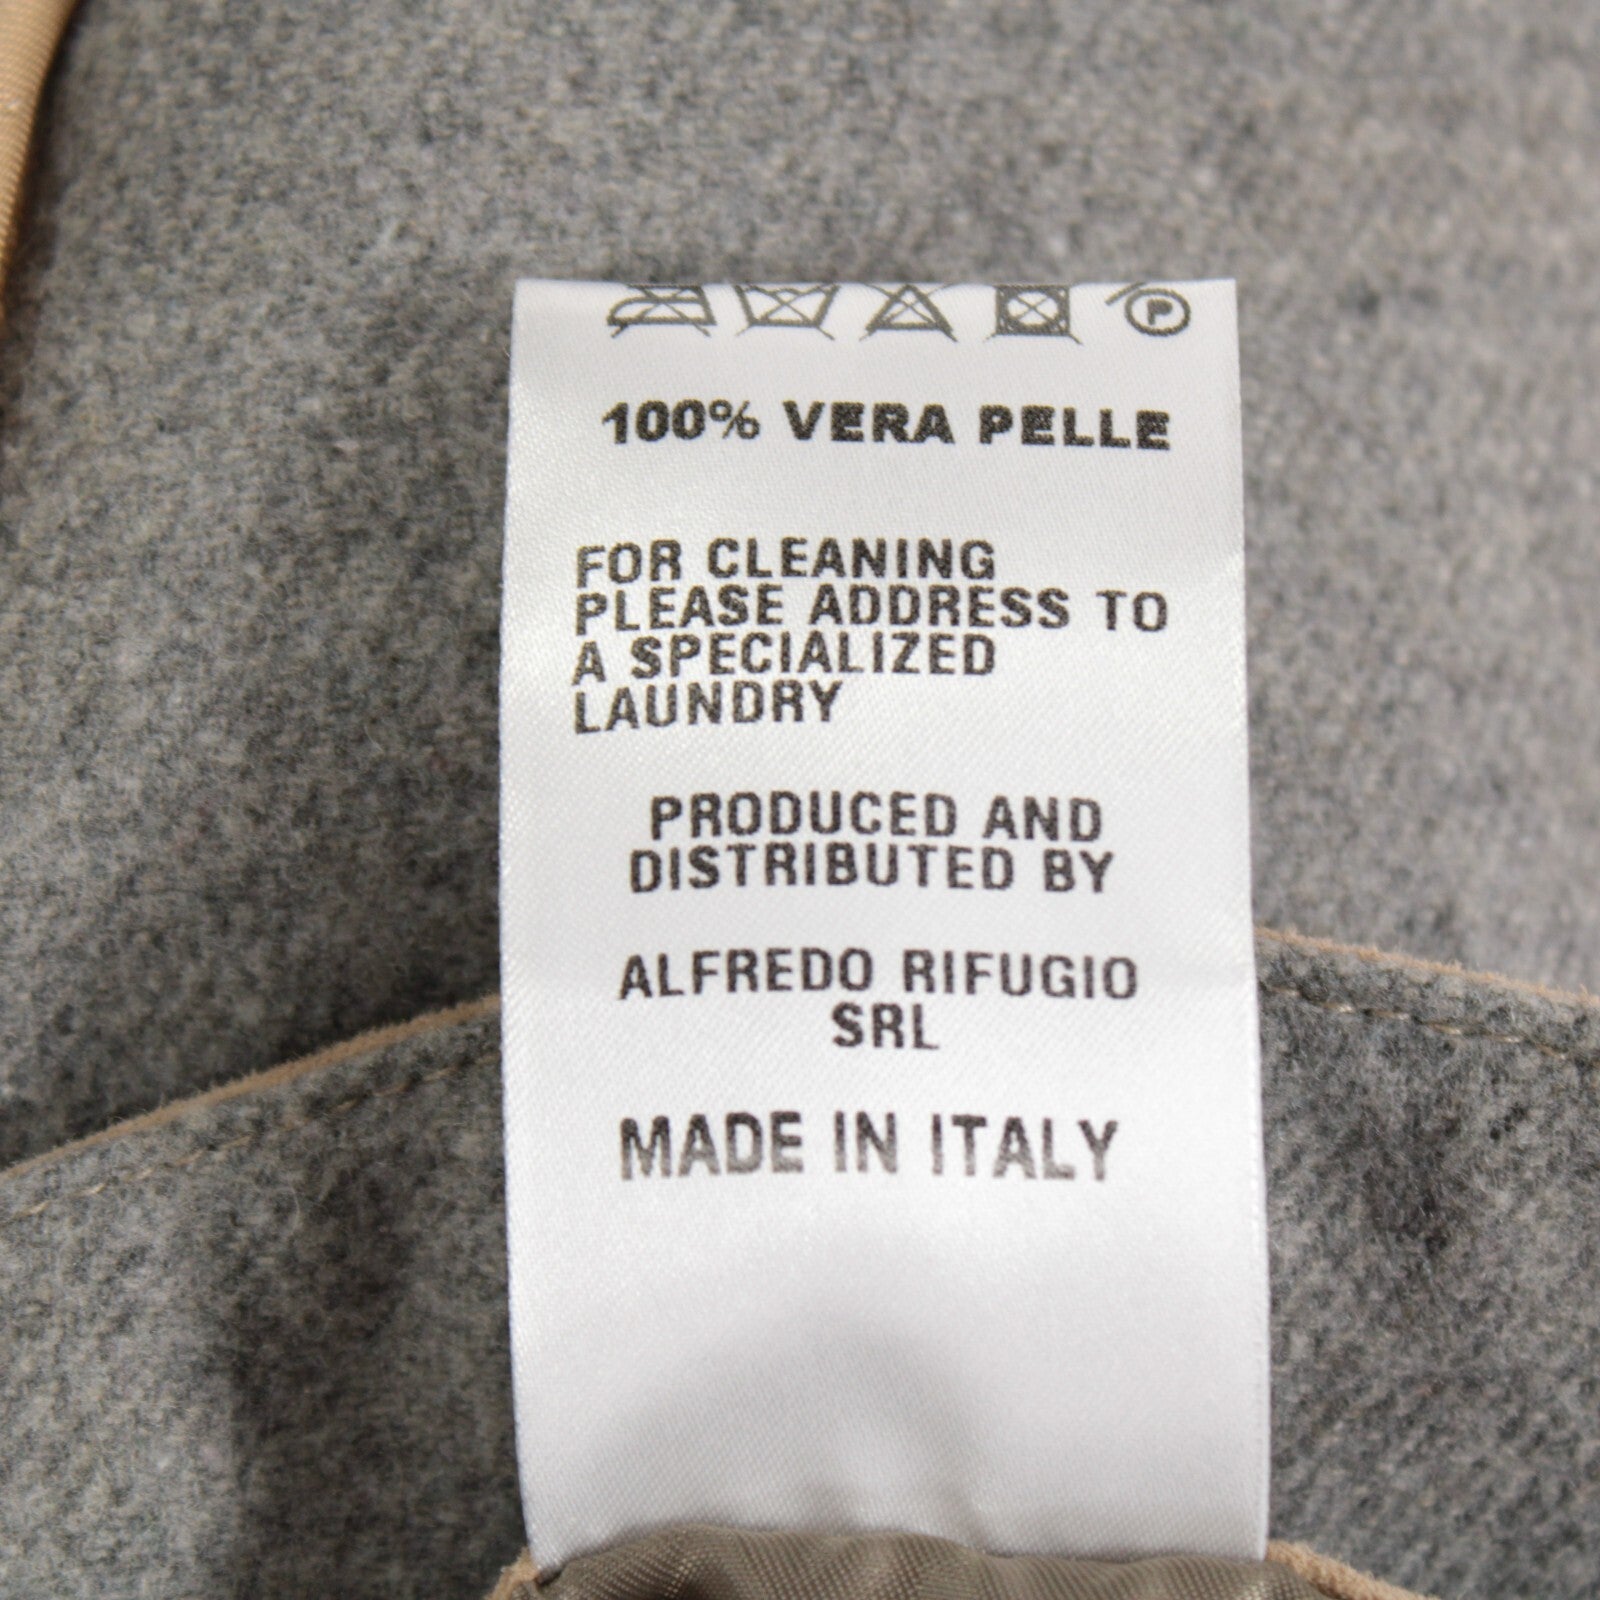 P
100% VERA PELLE
FOR CLEANING
PLEASE ADDRESS TO
A SPECIALIZED
LAUNDRY
PRODUCED AND
DISTRIBUTED BY
ALFREDO RIFUGIO
SRL
MADE IN ITALY